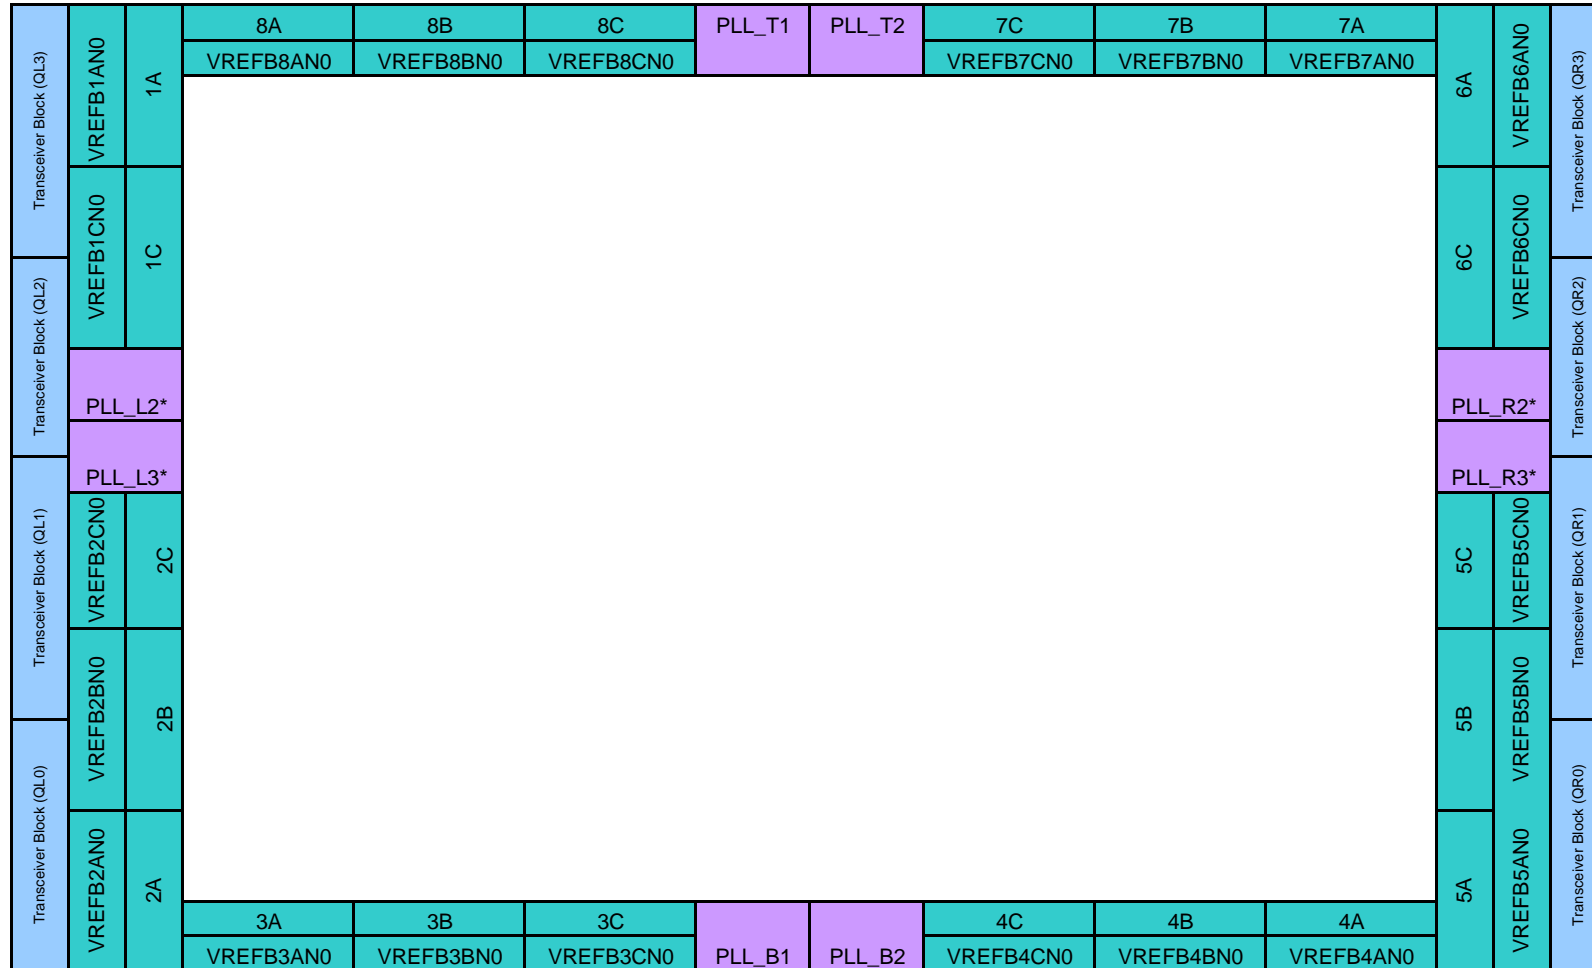 8A 8B 8C PLL_T1 PLL_T2 7C 7B 7A
VREFB8AN0 VREFB8BN0 VREFB8CN0 VREFB7CN0 VREFB7BN0 VREFB7AN0
Transceiver Block (QL3)
Transceiver Block (QL2)
Transceiver Block (QL1)
Transceiver Block (QL0)
VREFB1AN0
1A
VREFB1CN0
1C
PLL_L2*
PLL_L3*
VREFB2CN0
2C
VREFB2BN0
2B
VREFB2AN0
2A
6A
VREFB6AN0
6C
VREFB6CN0
PLL_R2*
PLL_R3*
5C
VREFB5CN0
5B
VREFB5BN0
5A
VREFB5AN0
Transceiver Block (QR3)
Transceiver Block (QR2)
Transceiver Block (QR1)
Transceiver Block (QR0)
3A 3B 3C 4C 4B 4A
VREFB3AN0 VREFB3BN0 VREFB3CN0 PLL_B1 PLL_B2 VREFB4CN0 VREFB4BN0 VREFB4AN0